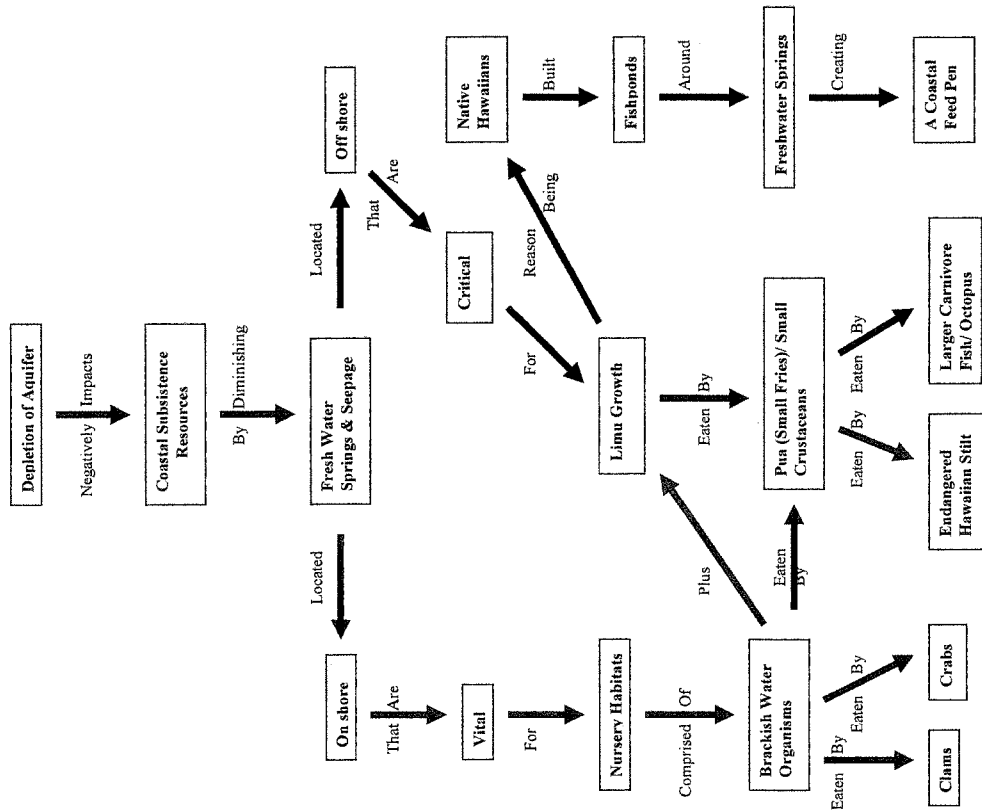 Depletion of Aquifer
Negatively Impacts
Coastal Subsistence
Resources
By Diminishing
Fresh Water
Springs & Seepage
Located
Located
On shore
Off shore
That Are
That Are
Vital
Critical
Native
Hawaiians
For
For
Reason Being
Built
Nursery Habitats
Limu Growth
Fishponds
Comprised Of
Plus
Eaten By
Around
Brackish Water
Organisms
Eaten
By
Pua (Small Fries)/ Small
Crustaceans
Freshwater Springs
Eaten By
Eaten By
Eaten By
Eaten By
Creating
Clams
Crabs
Endangered
Hawaiian Stilt
Larger Carnivore
Fish/ Octopus
A Coastal
Feed Pen